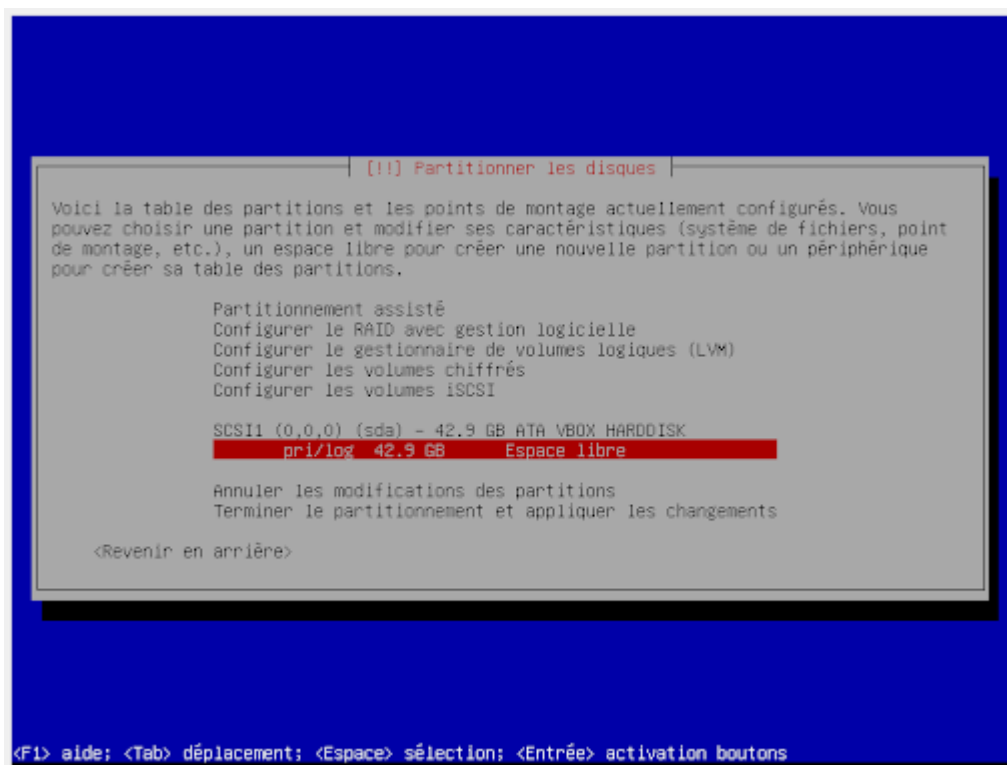 [!!] Partitionner les disques
Voici la table des partitions et les points de montage actuellement configurés. Vous
pouvez choisir une partition et modifier ses caractéristiques (système de fichiers, point
de montage, etc.), un espace libre pour créer une nouvelle partition ou un périphérique
pour créer sa table des partitions.
Partitionnement assisté
Configurer le RAID avec gestion logicielle
Configurer le gestionnaire de volumes logiques (LVM)
Configurer les volumes chiffrés
Configurer les volumes iSCSI
SCSI1 (0,0,0) (sda) - 42.9 GB ATA VBOX HARDDISK
pri/log 42.9 GB Espace libre
Annuler les modifications des partitions
Terminer le partitionnement et appliquer les changements
<Revenir en arrière>
<F1> aide; <Tab> déplacement; <Espace> sélection; <Entrée> activation boutons